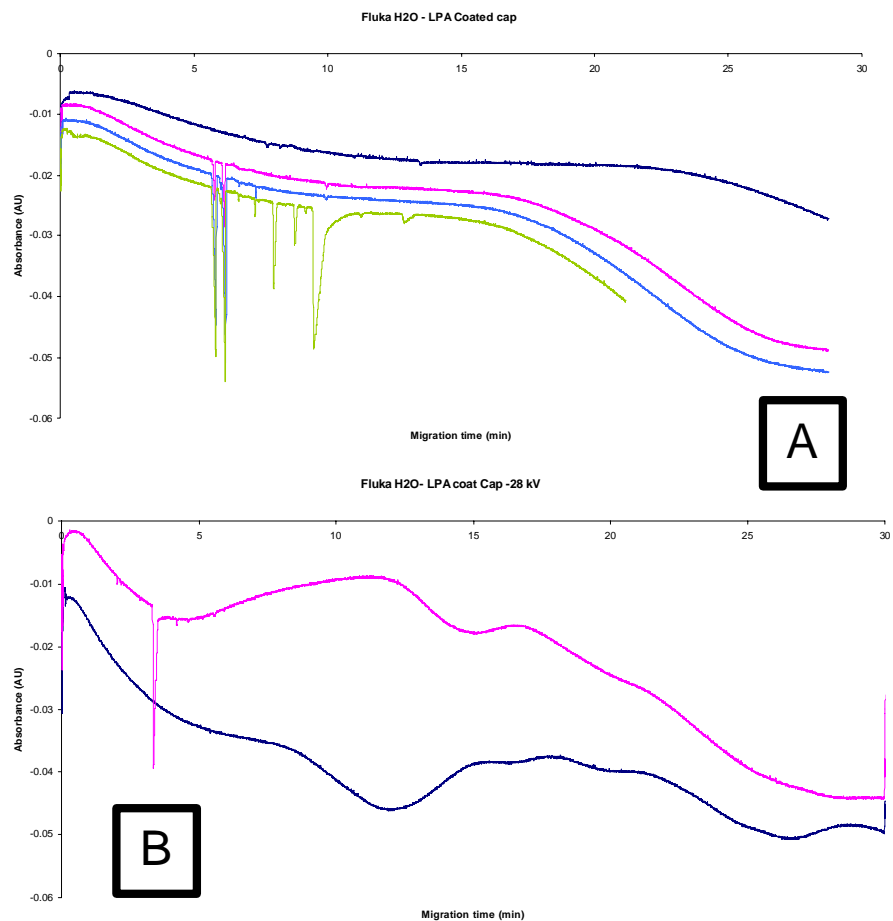 Fluka H2O - LPA Coated cap
0
0 5 10 15 20 25 30
-0.01
-0.02
-0.03
-0.04
-0.05
-0.06
Absorbance (AU)
Migration time (min)
A
Fluka H2O- LPA coat Cap -28 kV
0
0 5 10 15 20 25 30
-0.01
-0.02
-0.03
-0.04
-0.05
-0.06
Absorbance (AU)
Migration time (min)
B